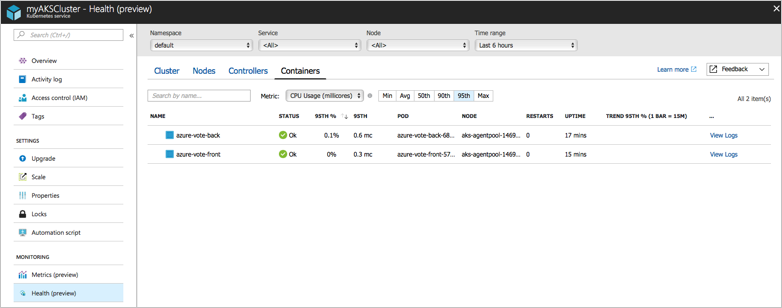 myAKSCluster - Health (preview)
Kubernetes service
Search (Ctrl+/)
Overview
Activity log
Access control (IAM)
Tags
SETTINGS
Upgrade
Scale
Properties
Locks
Automation script
MONITORING
Metrics (preview)
Health (preview)
Namespace Service Node Time range
default <All> <All> Last 6 hours
Cluster Nodes Controllers Containers Learn more Feedback
Search by name... Metric: CPU Usage (millicores) Min Avg 50th 90th 95th Max All 2 item(s)
NAME STATUS 95TH % 95TH POD NODE RESTARTS UPTIME TREND 95TH % (1 BAR = 15M) ...
azure-vote-back Ok 0.1% 0.6 mc azure-vote-back-68... aks-agentpool-1469... 0 17 mins View Logs
azure-vote-front Ok 0% 0.3 mc azure-vote-front-57... aks-agentpool-1469... 0 15 mins View Logs